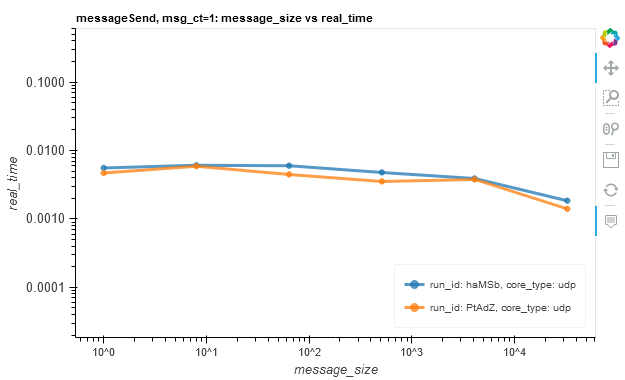 messageSend, msg_ct=1: message_size vs real_time
0.1000
0.0100
0.0010
0.0001
real_time
10^0
10^1
10^2
10^3
10^4
message_size
run_id: haMSb, core_type: udp
run_id: PtAdZ, core_type: udp